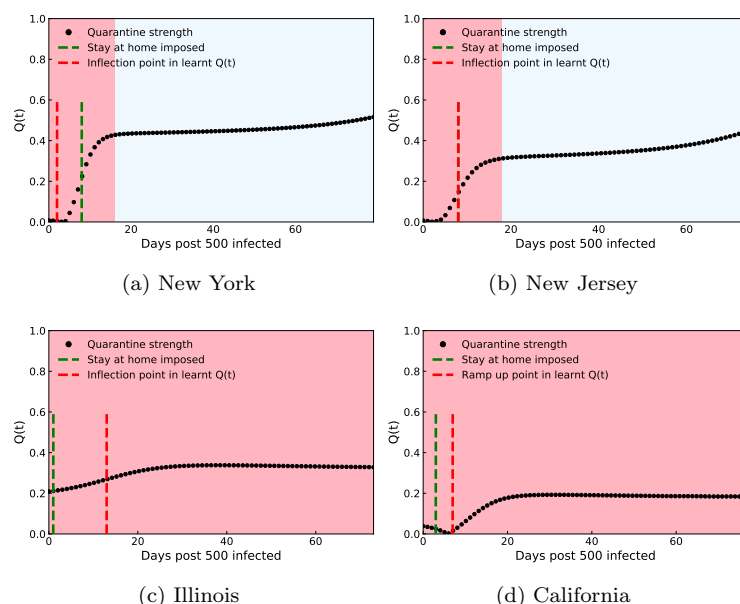 1.0
0.8
0.6
0.4
0.2
0.0
Q(t)
Quarantine strength
Stay at home imposed
Inflection point in learnt Q(t)
0 20 40 60
Days post 500 infected
(a) New York
1.0
0.8
0.6
0.4
0.2
0.0
Q(t)
Quarantine strength
Stay at home imposed
Inflection point in learnt Q(t)
0 20 40 60
Days post 500 infected
(b) New Jersey
1.0
0.8
0.6
0.4
0.2
0.0
Q(t)
Quarantine strength
Stay at home imposed
Inflection point in learnt Q(t)
0 20 40 60
Days post 500 infected
(c) Illinois
1.0
0.8
0.6
0.4
0.2
0.0
Q(t)
Quarantine strength
Stay at home imposed
Ramp up point in learnt Q(t)
0 20 40 60
Days post 500 infected
(d) California